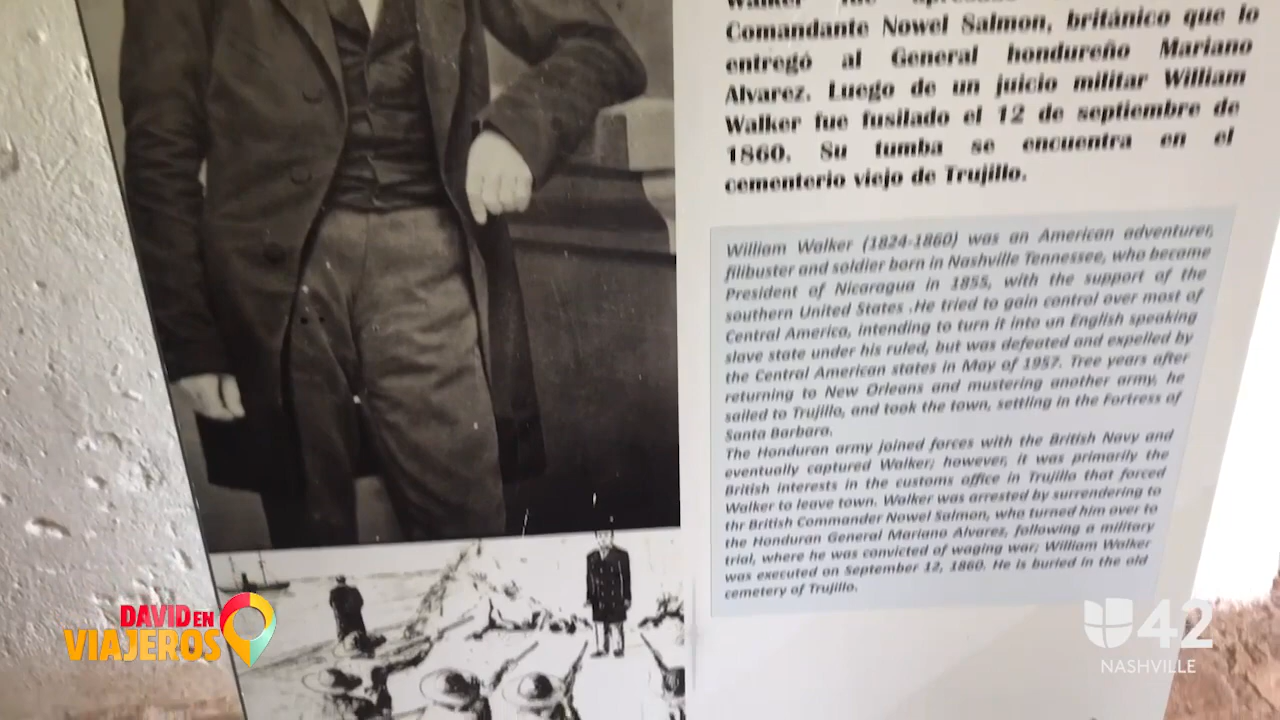 Walker fue
Comandante Nowel Salmon, británico que lo
entregó al General hondureño Mariano
Alvarez. Luego de un juicio militar William
Walker fue fusilado el 12 de septiembre de
1860. Su tumba se encuentra en el
cementerio viejo de Trujillo.
William Walker (1824-1860) was an American adventurer,
filibuster and soldier born in Nashville Tennessee, who became
President of Nicaragua in 1855, with the support of the
southern United States .He tried to gain control over most of
Central America, intending to turn it into an English speaking
slave state under his ruled, but was defeated and expelled by
the Central American states in May of 1957. Tree years after
returning to New Orleans and mustering another army, he
sailed to Trujillo, and took the town, settling in the Fortress of
Santa Barbara.
The Honduran army joined forces with the British Navy and
eventually captured Walker; however, it was primarily the
British interests in the customs office in Trujillo that forced
Walker to leave town. Walker was arrested by surrendering to
thr British Commander Nowel Salmon, who turned him over to
the Honduran General Mariano Alvarez, following a military
trial, where he was convicted of waging war; William Walker
was executed on September 12, 1860. He is buried in the old
cemetery of Trujillo.
DAVID EN
VIAJEROS
42
NASHVILLE